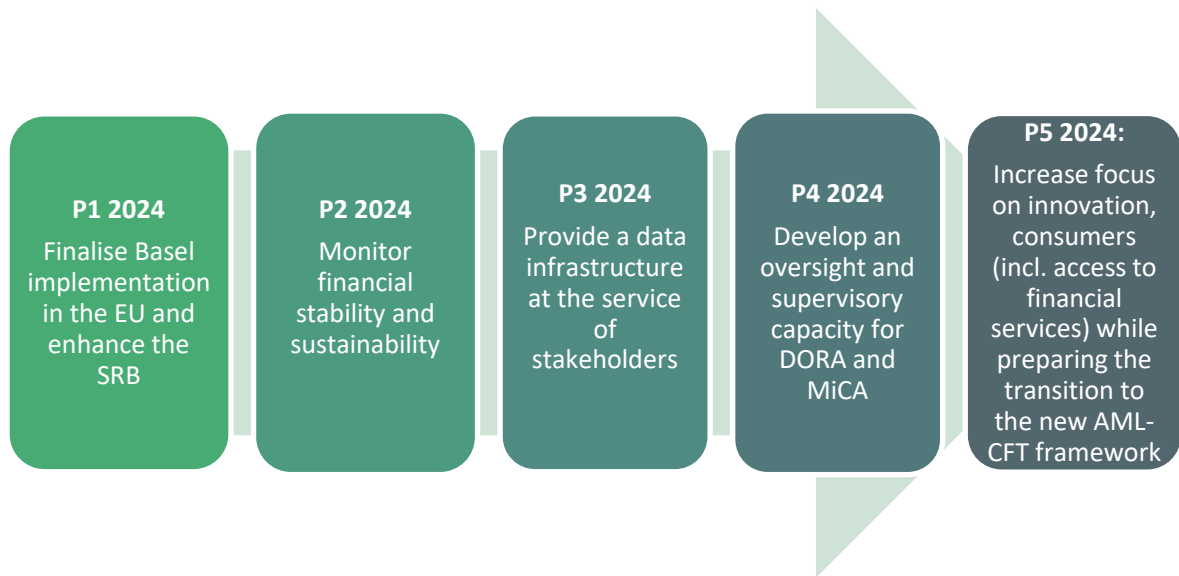 P1 2024
Finalise Basel
implementation
in the EU and
enhance the
SRB
P2 2024
Monitor
financial
stability and
sustainability
P3 2024
Provide a data
infrastructure
at the service
of
stakeholders
P4 2024
Develop an
oversight and
supervisory
capacity for
DORA and
MiCA
P5 2024:
Increase focus
on innovation,
consumers
(incl. access to
financial
services) while
preparing the
transition to
the new AML-
CFT framework